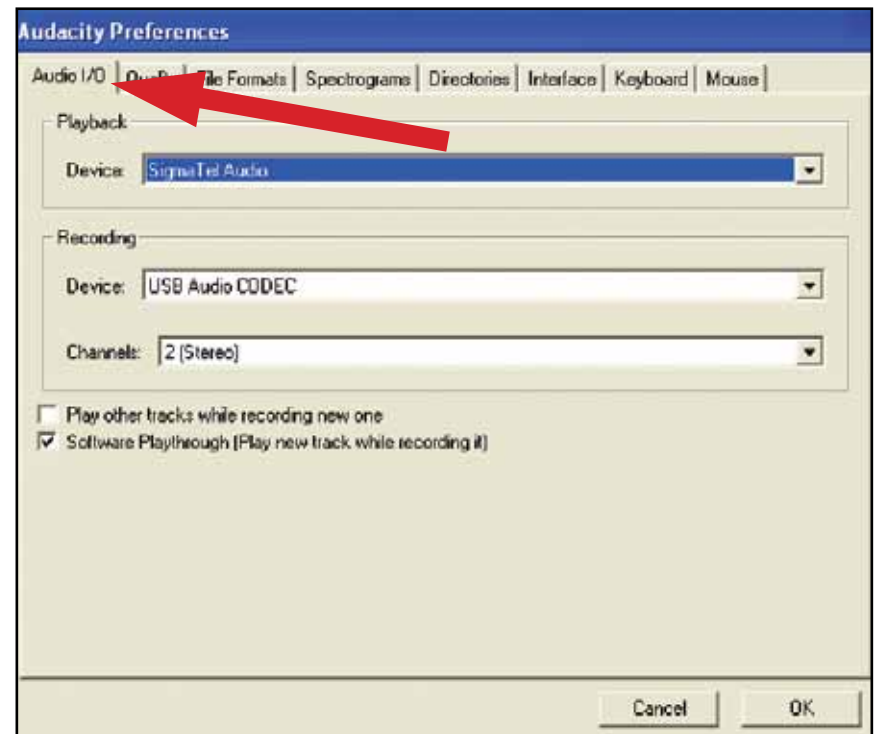 Audacity Preferences
Audio I/O File Formats Spectrograms Directories Interface Keyboard Mouse
Playback
Device: SigmaTel Audio
Recording
Device: USB Audio CODEC
Channels: 2 (Stereo)
Play other tracks while recording new one
Software Playthrough (Play new track while recording it)
Cancel OK